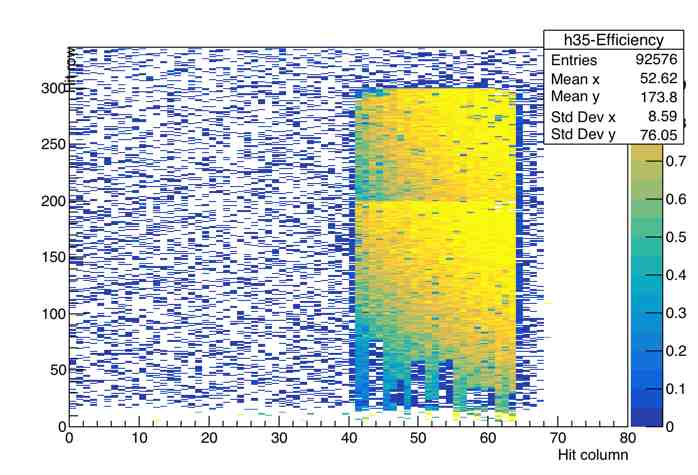 h35-Efficiency
Entries 92576
Mean x 52.62
Mean y 173.8
Std Dev x 8.59
Std Dev y 76.05
Hit row
300
250
200
150
100
50
0
0 10 20 30 40 50 60 70 80
Hit column
0.7
0.6
0.5
0.4
0.3
0.2
0.1
0